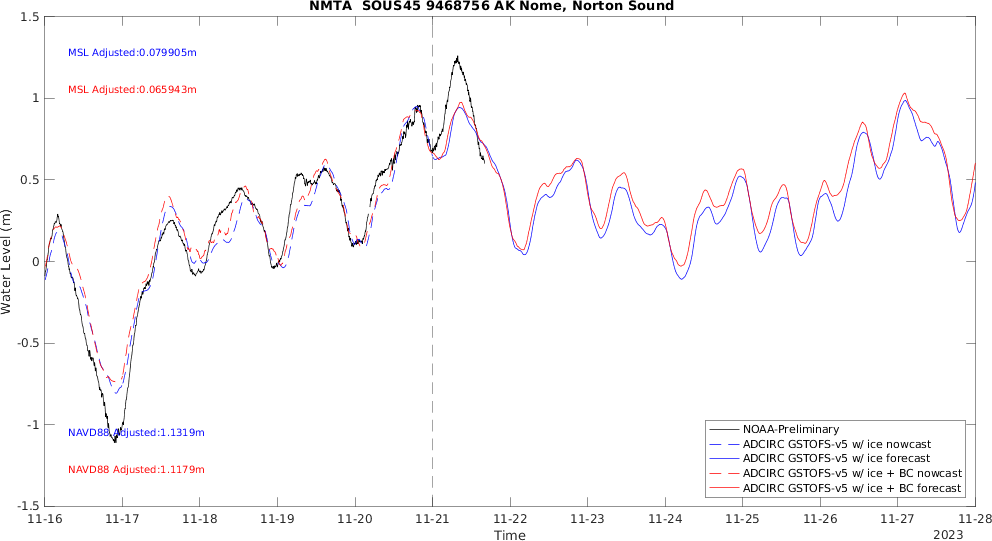 NMTA SOUS45 9468756 AK Nome, Norton Sound
1.5
1
0.5
0
-0.5
-1
-1.5
Water Level (m)
MSL Adjusted:0.079905m
MSL Adjusted:0.065943m
NAVD88 Adjusted:1.1319m
NAVD88 Adjusted:1.1179m
NOAA-Preliminary
ADCIRC GSTOFS-v5 w/ ice nowcast
ADCIRC GSTOFS-v5 w/ ice forecast
ADCIRC GSTOFS-v5 w/ ice + BC nowcast
ADCIRC GSTOFS-v5 w/ ice + BC forecast
11-16 11-17 11-18 11-19 11-20 11-21 11-22 11-23 11-24 11-25 11-26 11-27 11-28
Time
2023